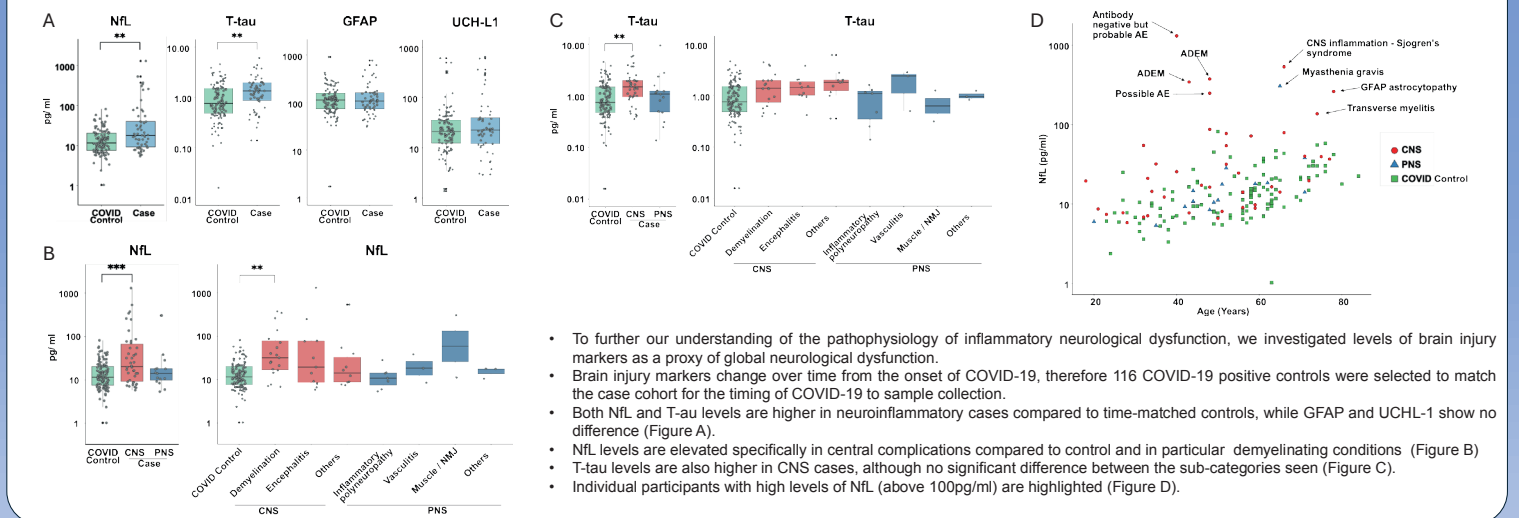 A
NfL
T-tau
GFAP
UCH-L1
**
**
pg/ ml
1000
100
10
1
10.00
1.00
0.10
0.01
1000
100
10
1
1000
100
10
1
COVID Control
Case
COVID Control
Case
COVID Control
Case
COVID Control
Case
B
NfL
NfL
***
**
pg/ ml
1000
100
10
1
1000
100
10
1
COVID Control
CNS
PNS
Case
COVID Control
Demyelination
Encephalitis
Others
Inflammatory polyneuropathy
Vasculitis
Muscle / NMJ
Others
CNS
PNS
C
T-tau
T-tau
**
pg/ ml
10.00
1.00
0.10
0.01
10.00
1.00
0.10
0.01
COVID Control
CNS
PNS
Case
COVID Control
Demyelination
Encephalitis
Others
Inflammatory polyneuropathy
Vasculitis
Muscle / NMJ
Others
CNS
PNS
D
Antibody
negative but
probable AE
ADEM
ADEM
Possible AE
CNS inflammation - Sjogren's
syndrome
Myasthenia gravis
GFAP astrocytopathy
Transverse myelitis
NfL (pg/ml)
1000
100
10
1
20
40
60
80
Age (Years)
CNS
PNS
COVID Control
• To further our understanding of the pathophysiology of inflammatory neurological dysfunction, we investigated levels of brain injury
markers as a proxy of global neurological dysfunction.
• Brain injury markers change over time from the onset of COVID-19, therefore 116 COVID-19 positive controls were selected to match
the case cohort for the timing of COVID-19 to sample collection.
• Both NfL and T-au levels are higher in neuroinflammatory cases compared to time-matched controls, while GFAP and UCHL-1 show no
difference (Figure A).
• NfL levels are elevated specifically in central complications compared to control and in particular demyelinating conditions (Figure B)
• T-tau levels are also higher in CNS cases, although no significant difference between the sub-categories seen (Figure C).
• Individual participants with high levels of NfL (above 100pg/ml) are highlighted (Figure D).